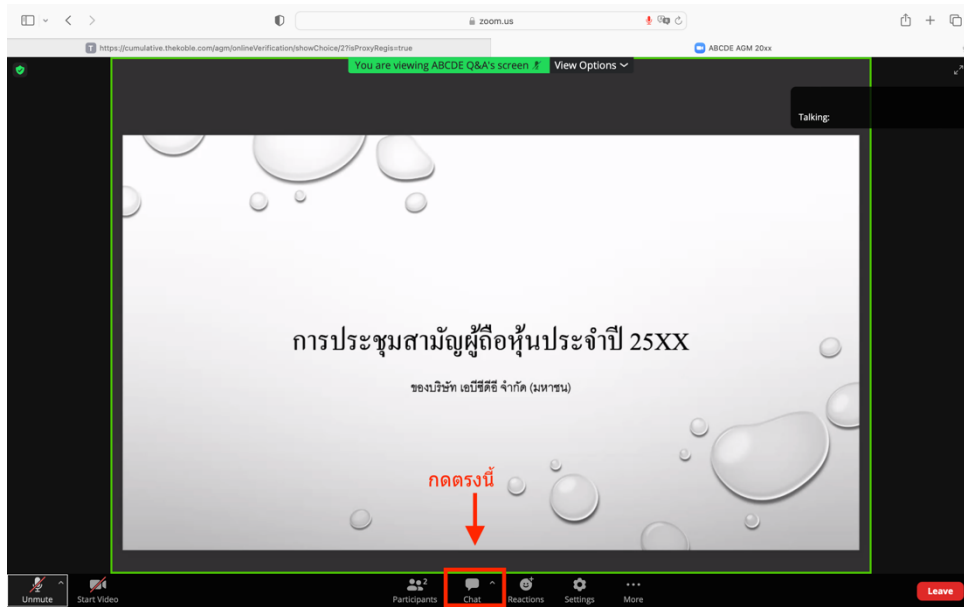 zoom.us
T https://cumulative.thekoble.com/agm/onlineVerification/showChoice/2?isProxyRegis=true
ABCDE AGM 20xx
You are viewing ABCDE Q&A's screen
View Options
Talking:
การประชุมสามัญผู้ถือหุ้นประจำปี 25XX
ของบริษัท เอบีซีดีอี จำกัด (มหาชน)
กดตรงนี้
2
Unmute
Start Video
Participants
Chat
Reactions
Settings
More
Leave